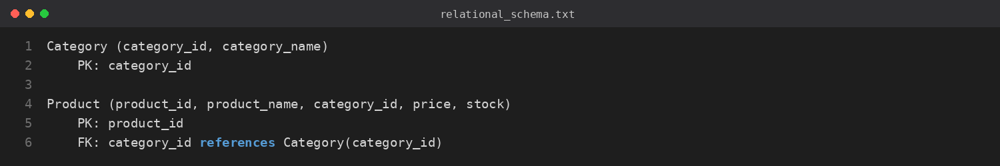 relational_schema.txt
1 Category (category_id, category_name)
2     PK: category_id
3
4 Product (product_id, product_name, category_id, price, stock)
5     PK: product_id
6     FK: category_id references Category(category_id)